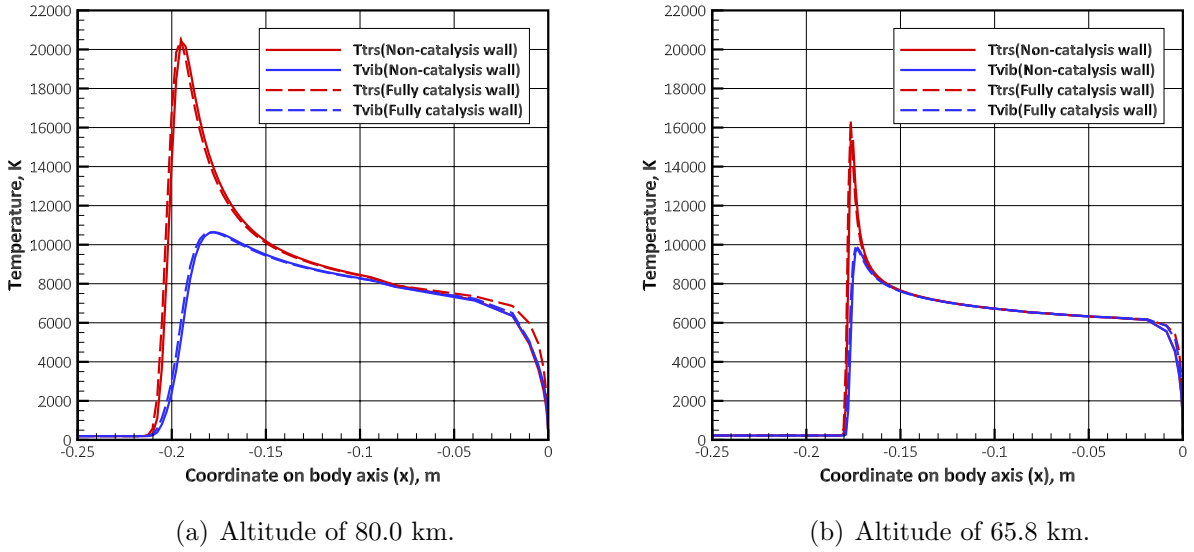 22000
20000
18000
16000
14000
12000
10000
8000
6000
4000
2000
0
Temperature, K
Ttrs(Non-catalysis wall)
Tvib(Non-catalysis wall)
Ttrs(Fully catalysis wall)
Tvib(Fully catalysis wall)
-0.25 -0.2 -0.15 -0.1 -0.05 0
Coordinate on body axis (x), m
(a) Altitude of 80.0 km.
22000
20000
18000
16000
14000
12000
10000
8000
6000
4000
2000
0
Temperature, K
Ttrs(Non-catalysis wall)
Tvib(Non-catalysis wall)
Ttrs(Fully catalysis wall)
Tvib(Fully catalysis wall)
-0.25 -0.2 -0.15 -0.1 -0.05 0
Coordinate on body axis (x), m
(b) Altitude of 65.8 km.